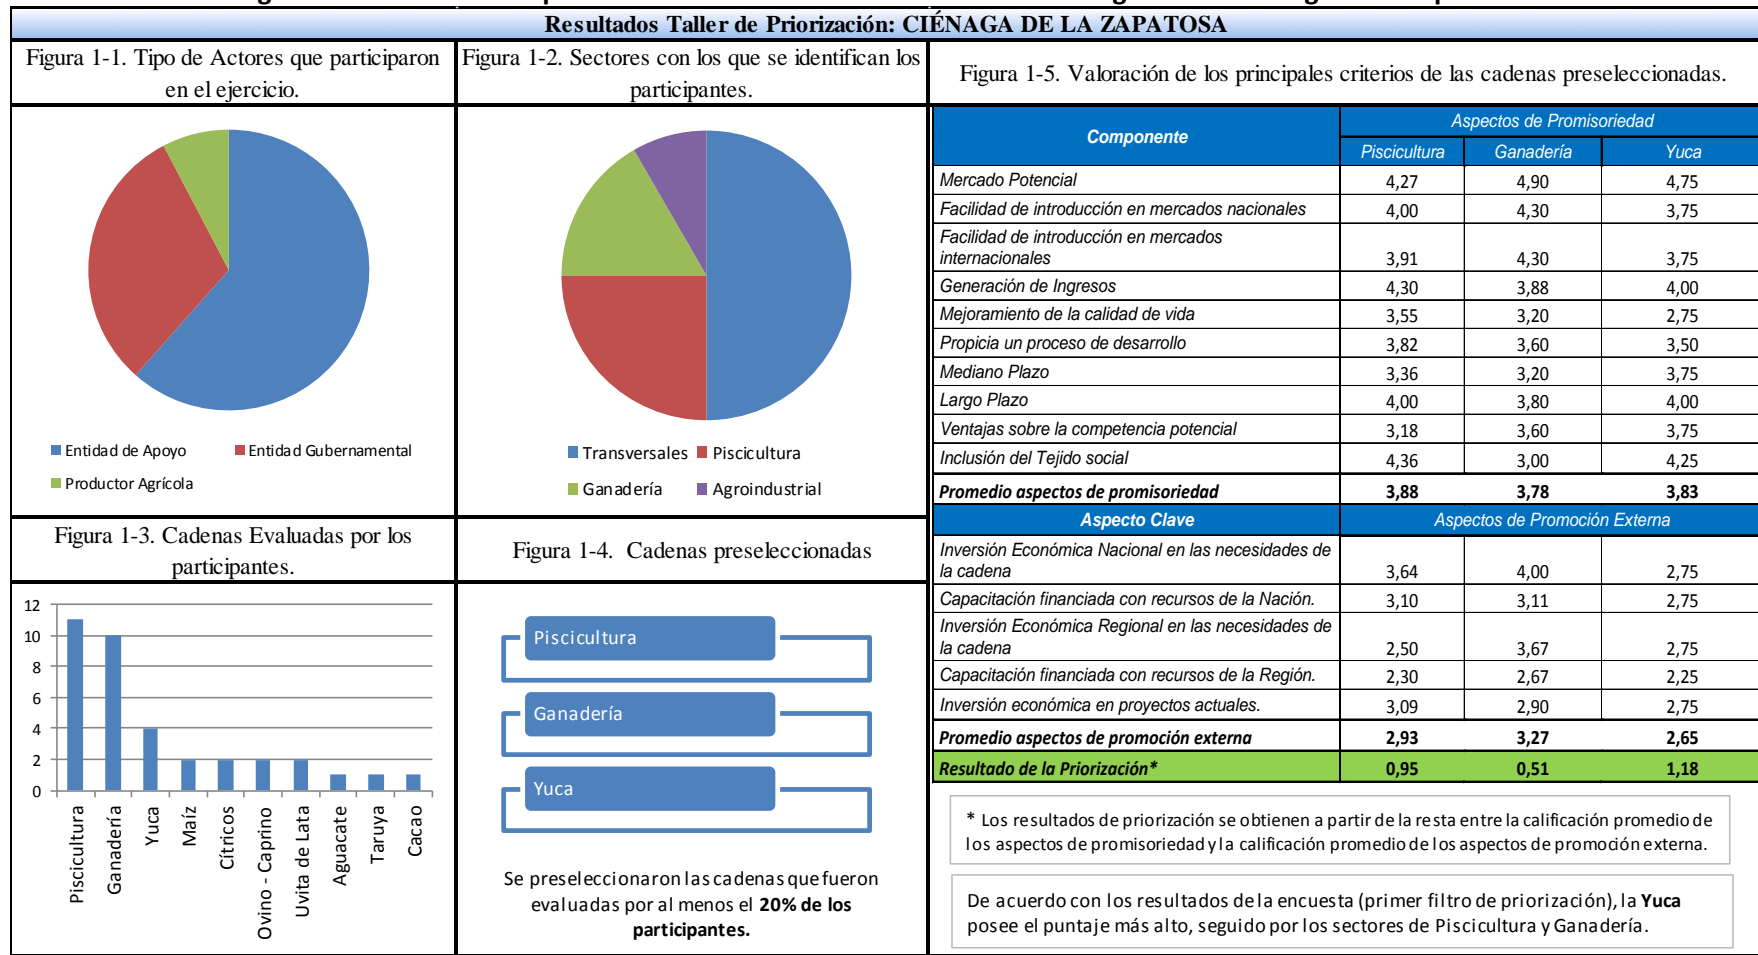 Resultados Taller de Priorización: CIÉNAGA DE LA ZAPATOSA
Figura 1-1. Tipo de Actores que participaron
en el ejercicio.
Entidad de Apoyo
Entidad Gubernamental
Productor Agrícola
Figura 1-2. Sectores con los que se identifican los
participantes.
Transversales
Piscicultura
Ganadería
Agroindustrial
Figura 1-3. Cadenas Evaluadas por los
participantes.
12
10
8
6
4
2
0
Piscicultura
Ganadería
Yuca
Maíz
Cítricos
Ovino - Caprino
Uvita de Lata
Aguacate
Taruya
Cacao
Figura 1-4. Cadenas preseleccionadas
Piscicultura
Ganadería
Yuca
Se preseleccionaron las cadenas que fueron
evaluadas por al menos el 20% de los
participantes.
Figura 1-5. Valoración de los principales criterios de las cadenas preseleccionadas.
Componente
Aspectos de Promisoriedad
Piscicultura Ganadería Yuca
Mercado Potencial 4,27 4,90 4,75
Facilidad de introducción en mercados nacionales 4,00 4,30 3,75
Facilidad de introducción en mercados
internacionales 3,91 4,30 3,75
Generación de Ingresos 4,30 3,88 4,00
Mejoramiento de la calidad de vida 3,55 3,20 2,75
Propicia un proceso de desarrollo 3,82 3,60 3,50
Mediano Plazo 3,36 3,20 3,75
Largo Plazo 4,00 3,80 4,00
Ventajas sobre la competencia potencial 3,18 3,60 3,75
Inclusión del Tejido social 4,36 3,00 4,25
Promedio aspectos de promisoriedad 3,88 3,78 3,83
Aspecto Clave Aspectos de Promoción Externa
Inversión Económica Nacional en las necesidades de
la cadena 3,64 4,00 2,75
Capacitación financiada con recursos de la Nación. 3,10 3,11 2,75
Inversión Económica Regional en las necesidades de
la cadena 2,50 3,67 2,75
Capacitación financiada con recursos de la Región. 2,30 2,67 2,25
Inversión económica en proyectos actuales. 3,09 2,90 2,75
Promedio aspectos de promoción externa 2,93 3,27 2,65
Resultado de la Priorización* 0,95 0,51 1,18
* Los resultados de priorización se obtienen a partir de la resta entre la calificación promedio de
los aspectos de promisoriedad y la calificación promedio de los aspectos de promoción externa.
De acuerdo con los resultados de la encuesta (primer filtro de priorización), la Yuca
posee el puntaje más alto, seguido por los sectores de Piscicultura y Ganadería.